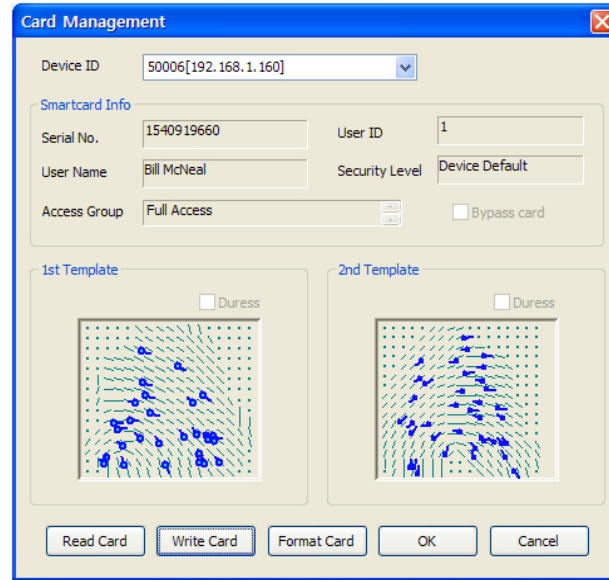 Card Management
Device ID 50006[192.168.1.160]
Smartcard Info
Serial No. 1540919660 User ID 1
User Name Bill McNeal Security Level Device Default
Access Group Full Access Bypass card
1st Template 2nd Template
Duress Duress
Read Card Write Card Format Card OK Cancel